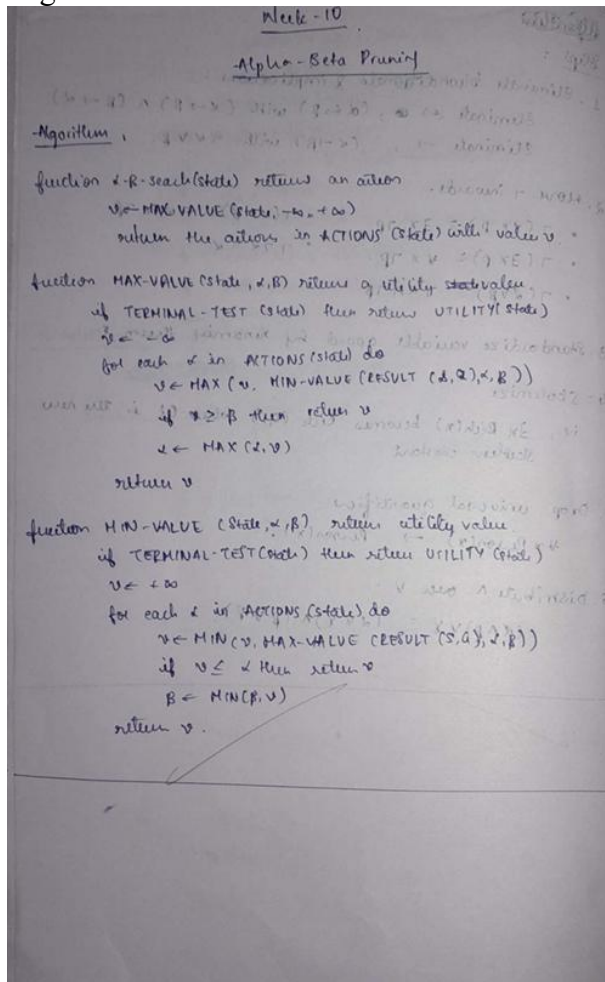 Week-10
Alpha-Beta Pruning
Algorithm.
function α-β-seach(state) returns an action
v ← MAX-VALUE (state, -∞, +∞)
return the actions in ACTIONS (state) with value v
function MAX-VALUE (state, α, β) returns a utility value
if TERMINAL-TEST (state) then return UTILITY (state)
v ← -∞
for each α in ACTIONS (state) do
v ← MAX (v, MIN-VALUE (RESULT (s, a), α, β))
if v ≥ β then return v
α ← MAX (α, v)
return v
function MIN-VALUE (state, α, β) returns utility value
if TERMINAL-TEST (state) then return UTILITY (state)
v ← +∞
for each α in ACTIONS (state) do
v ← MIN (v, MAX-VALUE (RESULT (s, a), α, β))
if v ≤ α then return v
β ← MIN (β, v)
return v.